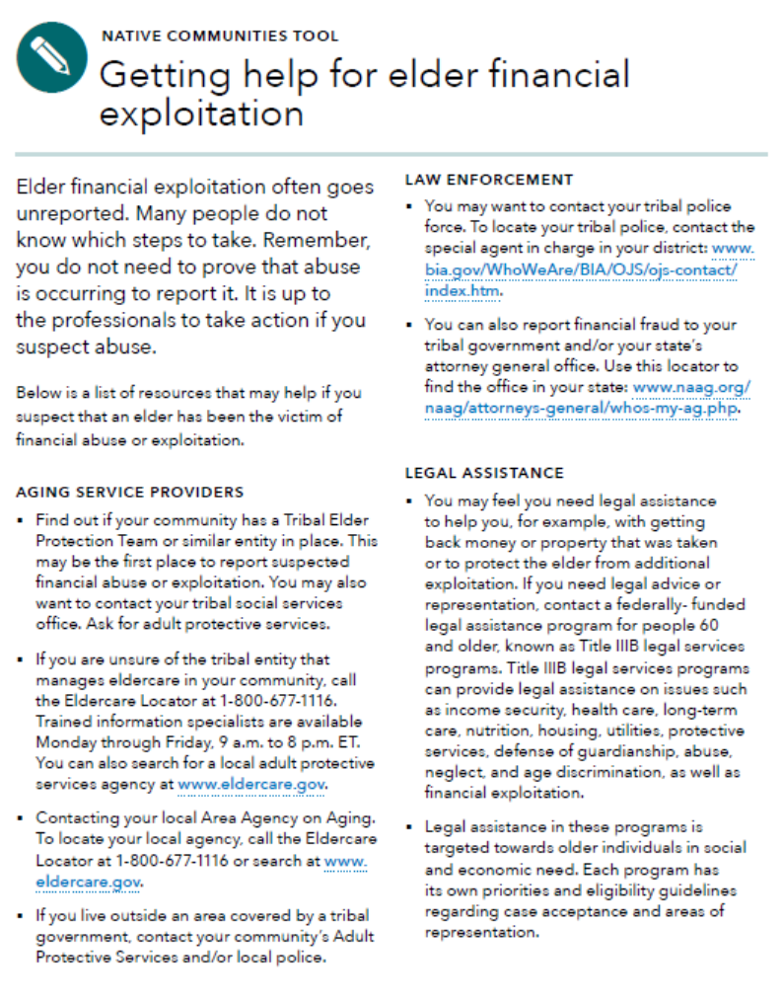 NATIVE COMMUNITIES TOOL
Getting help for elder financial
exploitation
Elder financial exploitation often goes
unreported. Many people do not
know which steps to take. Remember,
you do not need to prove that abuse
is occurring to report it. It is up to
the professionals to take action if you
suspect abuse.
Below is a list of resources that may help if you
suspect that an elder has been the victim of
financial abuse or exploitation.
AGING SERVICE PROVIDERS
▪ Find out if your community has a Tribal Elder
Protection Team or similar entity in place. This
may be the first place to report suspected
financial abuse or exploitation. You may also
want to contact your tribal social services
office. Ask for adult protective services.
▪ If you are unsure of the tribal entity that
manages eldercare in your community, call
the Eldercare Locator at 1-800-677-1116.
Trained information specialists are available
Monday through Friday, 9 a.m. to 8 p.m. ET.
You can also search for a local adult protective
services agency at www.eldercare.gov.
▪ Contacting your local Area Agency on Aging.
To locate your local agency, call the Eldercare
Locator at 1-800-677-1116 or search at www.
eldercare.gov.
▪ If you live outside an area covered by a tribal
government, contact your community's Adult
Protective Services and/or local police.
LAW ENFORCEMENT
▪ You may want to contact your tribal police
force. To locate your tribal police, contact the
special agent in charge in your district: www.
bia.gov/WhoWeAre/BIA/OJS/ojs-contact/
index.htm.
▪ You can also report financial fraud to your
tribal government and/or your state's
attorney general office. Use this locator to
find the office in your state: www.naag.org/
naag/attorneys-general/whos-my-ag.php.
LEGAL ASSISTANCE
▪ You may feel you need legal assistance
to help you, for example, with getting
back money or property that was taken
or to protect the elder from additional
exploitation. If you need legal advice or
representation, contact a federally- funded
legal assistance program for people 60
and older, known as Title IIIB legal services
programs. Title IIIB legal services programs
can provide legal assistance on issues such
as income security, health care, long-term
care, nutrition, housing, utilities, protective
services, defense of guardianship, abuse,
neglect, and age discrimination, as well as
financial exploitation.
▪ Legal assistance in these programs is
targeted towards older individuals in social
and economic need. Each program has
its own priorities and eligibility guidelines
regarding case acceptance and areas of
representation.